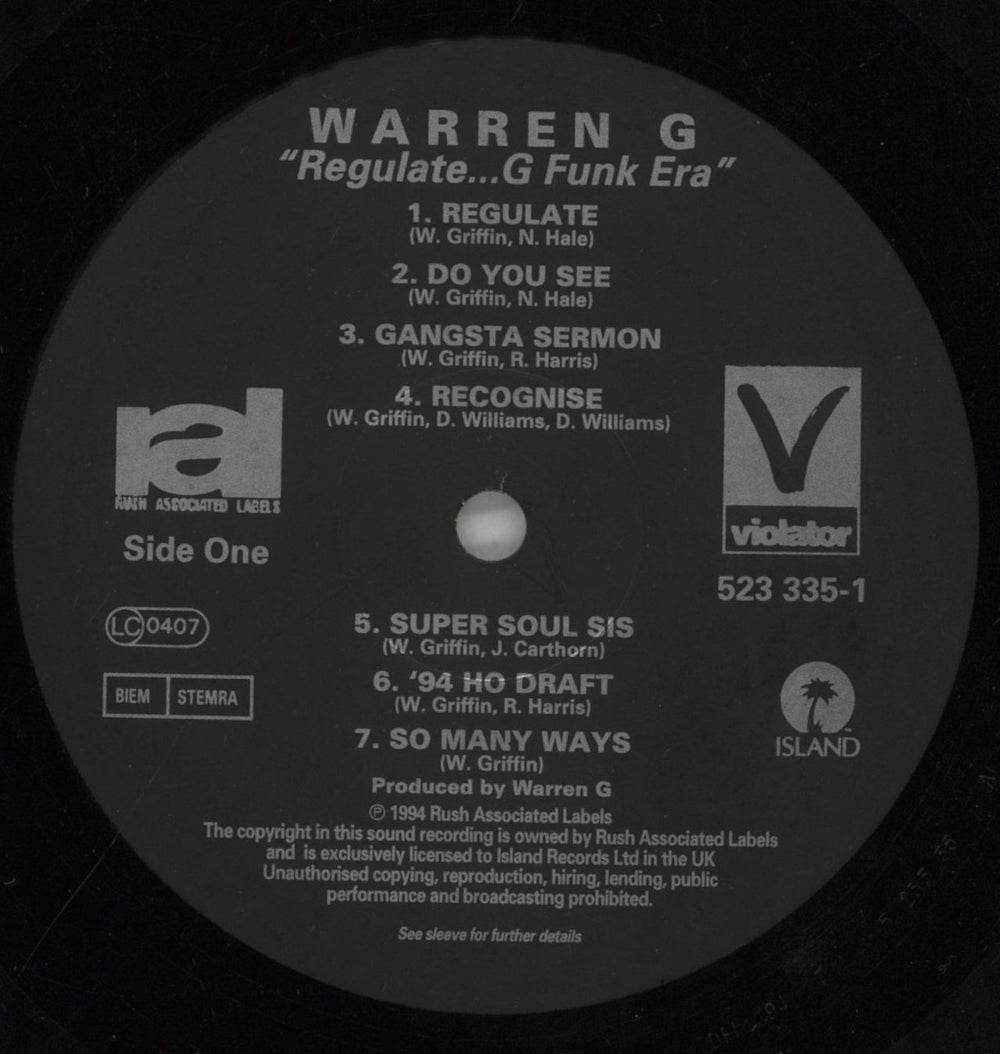 WARREN G
"Regulate...G Funk Era"
1. REGULATE
(W. Griffin, N. Hale)
2. DO YOU SEE
(W. Griffin, N. Hale)
3. GANGSTA SERMON
(W. Griffin, R. Harris)
4. RECOGNISE
(W. Griffin, D. Williams, D. Williams)
ral
RUSH ASSOCIATED LABELS
Side One
LC 0407
BIEM STEMRA
V
violator
523 335-1
ISLAND
5. SUPER SOUL SIS
(W. Griffin, J. Carthorn)
6. '94 HO DRAFT
(W. Griffin, R. Harris)
7. SO MANY WAYS
(W. Griffin)
Produced by Warren G
℗ 1994 Rush Associated Labels
The copyright in this sound recording is owned by Rush Associated Labels
and is exclusively licensed to Island Records Ltd in the UK
Unauthorised copying, reproduction, hiring, lending, public
performance and broadcasting prohibited.
See sleeve for further details